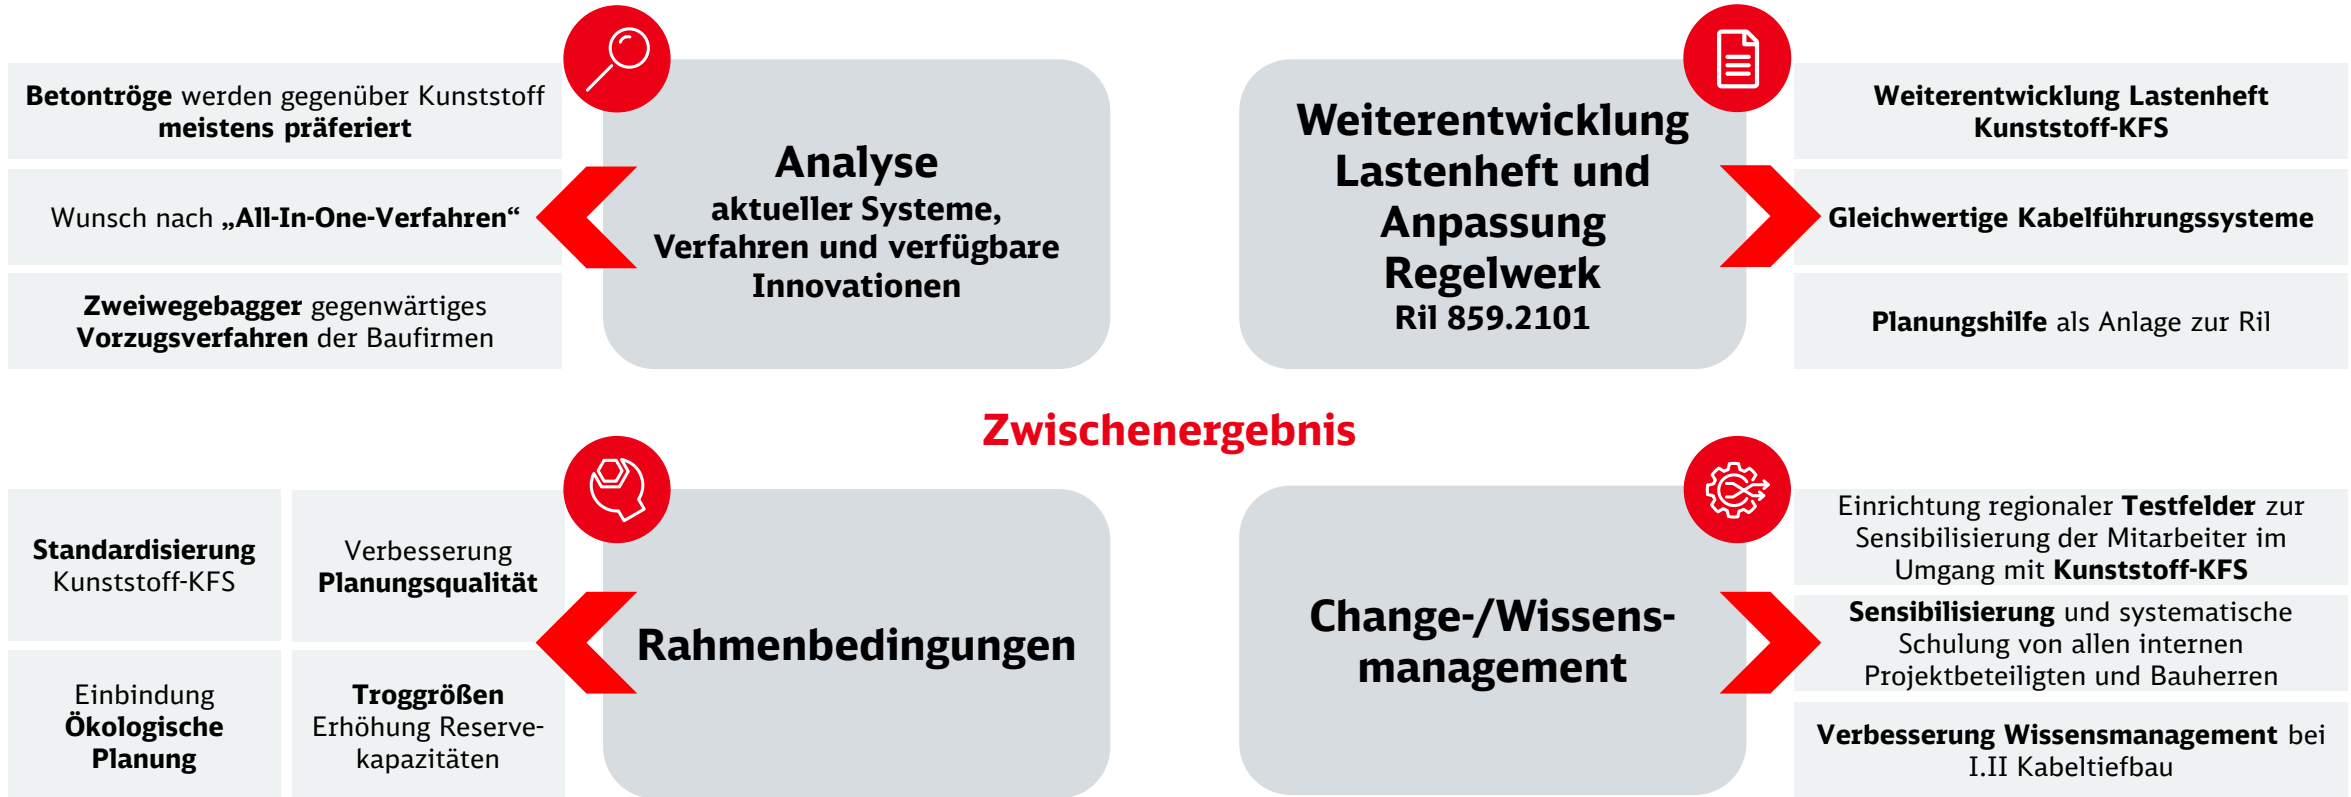 Betontröge werden gegenüber Kunststoff
meistens präferiert
Wunsch nach „All-In-One-Verfahren“
Zweiwegebagger gegenwärtiges
Vorzugsverfahren der Baufirmen
Analyse
aktueller Systeme,
Verfahren und verfügbare
Innovationen
Weiterentwicklung
Lastenheft und
Anpassung
Regelwerk
Ril 859.2101
Weiterentwicklung Lastenheft
Kunststoff-KFS
Gleichwertige Kabelführungssysteme
Planungshilfe als Anlage zur Ril
Zwischenergebnis
Standardisierung
Kunststoff-KFS
Verbesserung
Planungsqualität
Einbindung
Ökologische
Planung
Troggrößen
Erhöhung Reserve-
kapazitäten
Rahmenbedingungen
Change-/Wissens-
management
Einrichtung regionaler Testfelder zur
Sensibilisierung der Mitarbeiter im
Umgang mit Kunststoff-KFS
Sensibilisierung und systematische
Schulung von allen internen
Projektbeteiligten und Bauherren
Verbesserung Wissensmanagement bei
I.II Kabeltiefbau